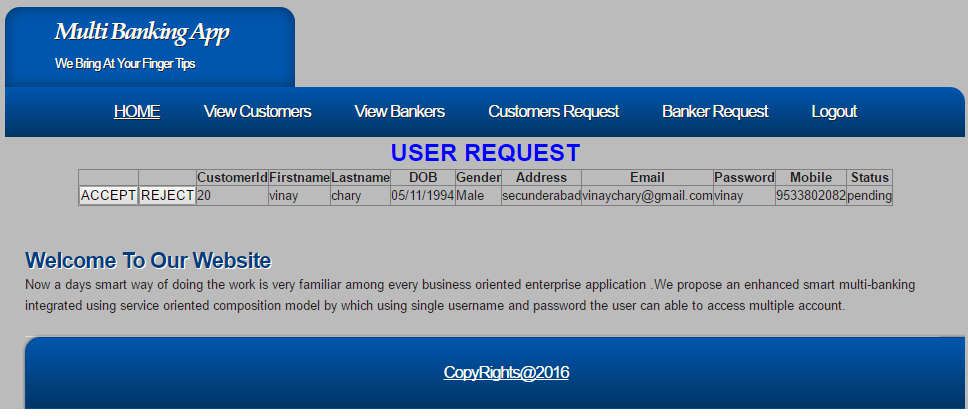 Multi Banking App
We Bring At Your Finger Tips
HOME View Customers View Bankers Customers Request Banker Request Logout
USER REQUEST
CustomerId Firstname Lastname DOB Gender Address Email Password Mobile Status
ACCEPT REJECT 20 vinay chary 05/11/1994 Male secunderabad vinaychary@gmail.com vinay 9533802082 pending
Welcome To Our Website
Now a days smart way of doing the work is very familiar among every business oriented enterprise application .We propose an enhanced smart multi-banking
integrated using service oriented composition model by which using single username and password the user can able to access multiple account.
CopyRights@2016